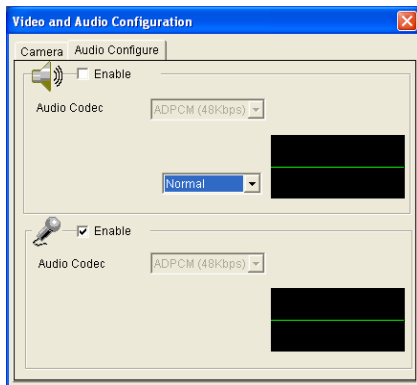 Video and Audio Configuration
Camera Audio Configure
Enable
Audio Codec ADPCM (48Kbps)
Normal
Enable
Audio Codec ADPCM (48Kbps)